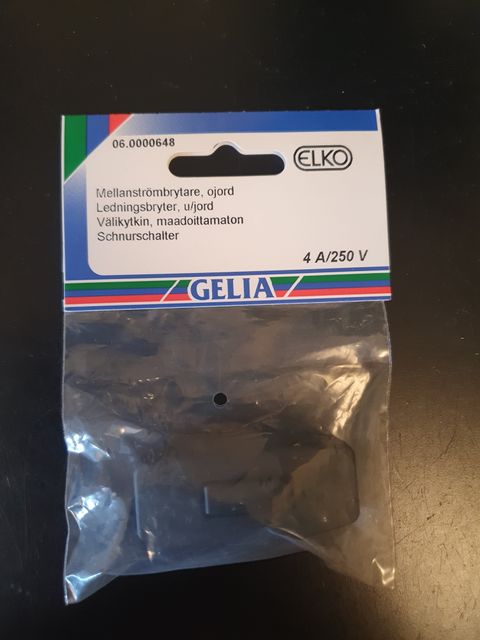 06.0000648
ELKO
Mellanströmbrytare, ojord
Ledningsbryter, u/jord
Välikytkin, maadoittamaton
Schnurschalter
4 A/250 V
GELIA